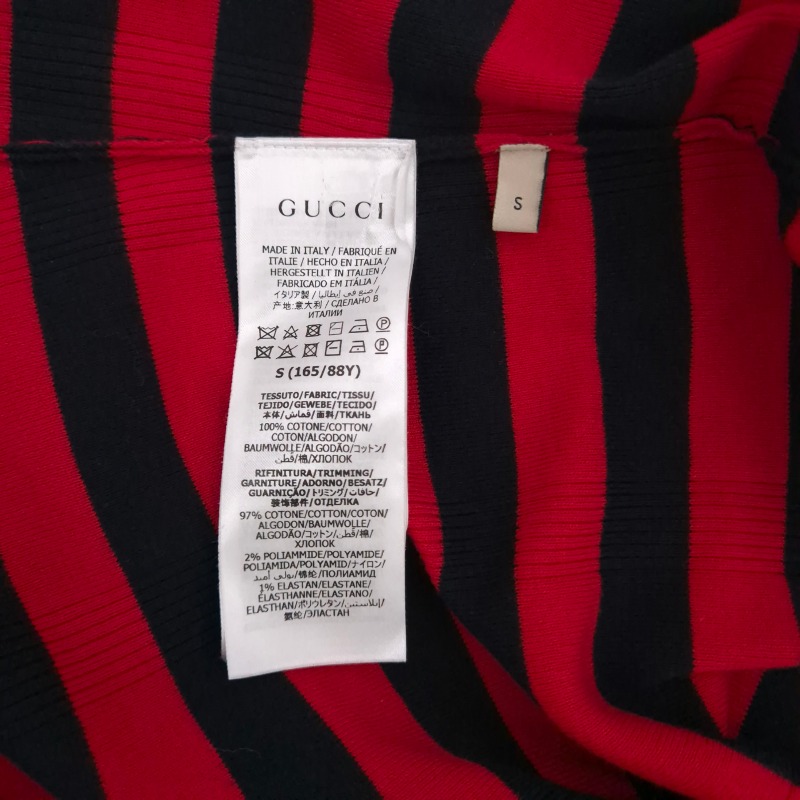 GUCCI
S
MADE IN ITALY / FABRIQUÉ EN
ITALIE / HECHO EN ITALIA /
HERGESTELLT IN ITALIEN /
FABRICADO EM ITÁLIA /
イタリア製 / صنع في إيطاليا /
产地:意大利 / СДЕЛАНО В
ИТАЛИИ
P
P
S (165/88Y)
TESSUTO/FABRIC/TISSU/
TEJIDO/GEWEBE/TECIDO/
本体/قماش/面料/ТКАНЬ
100% COTONE/COTTON/
COTON/ALGODON/
BAUMWOLLE/ALGODÃO/コットン/
قطن/棉/ХЛОПОК
RIFINITURA/TRIMMING/
GARNITURE/ADORNO/BESATZ/
GUARNIÇÃO/トリミング/حافات/
装饰部件/ОТДЕЛКА
97% COTONE/COTTON/COTON/
ALGODON/BAUMWOLLE/
ALGODÃO/コットン/قطن/棉/
ХЛОПОК
2% POLIAMMIDE/POLYAMIDE/
POLIAMIDA/POLYAMID/ナイロン/
بولي أميد/锦纶/ПОЛИАМИД
1% ELASTAN/ELASTANE/
ÉLASTHANNE/ELASTANO/
ELASTHAN/ポリウレタン/إيلاستين/
氨纶/ЭЛАСТАН